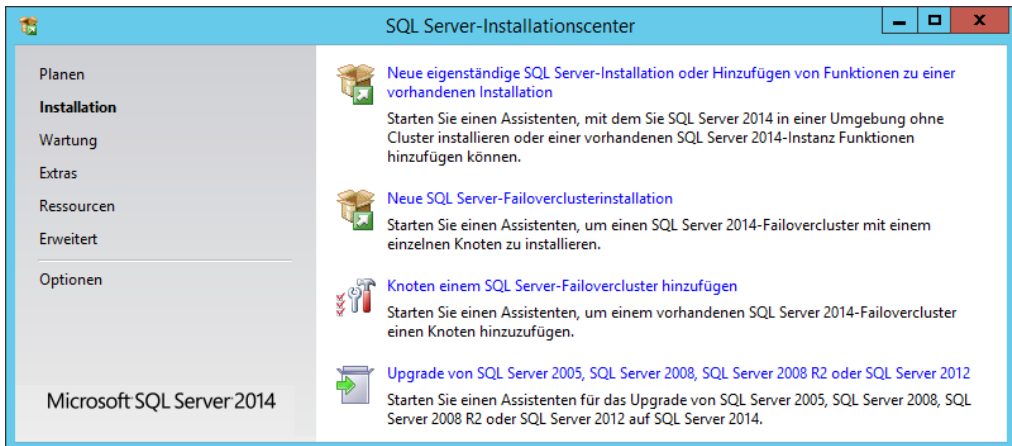 SQL Server-Installationscenter
Planen
Installation
Wartung
Extras
Ressourcen
Erweitert
Optionen
Microsoft SQL Server 2014
Neue eigenständige SQL Server-Installation oder Hinzufügen von Funktionen zu einer
vorhandenen Installation
Starten Sie einen Assistenten, mit dem Sie SQL Server 2014 in einer Umgebung ohne
Cluster installieren oder einer vorhandenen SQL Server 2014-Instanz Funktionen
hinzufügen können.
Neue SQL Server-Failoverclusterinstallation
Starten Sie einen Assistenten, um einen SQL Server 2014-Failovercluster mit einem
einzelnen Knoten zu installieren.
Knoten einem SQL Server-Failovercluster hinzufügen
Starten Sie einen Assistenten, um einem vorhandenen SQL Server 2014-Failovercluster
einen Knoten hinzuzufügen.
Upgrade von SQL Server 2005, SQL Server 2008, SQL Server 2008 R2 oder SQL Server 2012
Starten Sie einen Assistenten für das Upgrade von SQL Server 2005, SQL Server 2008, SQL
Server 2008 R2 oder SQL Server 2012 auf SQL Server 2014.